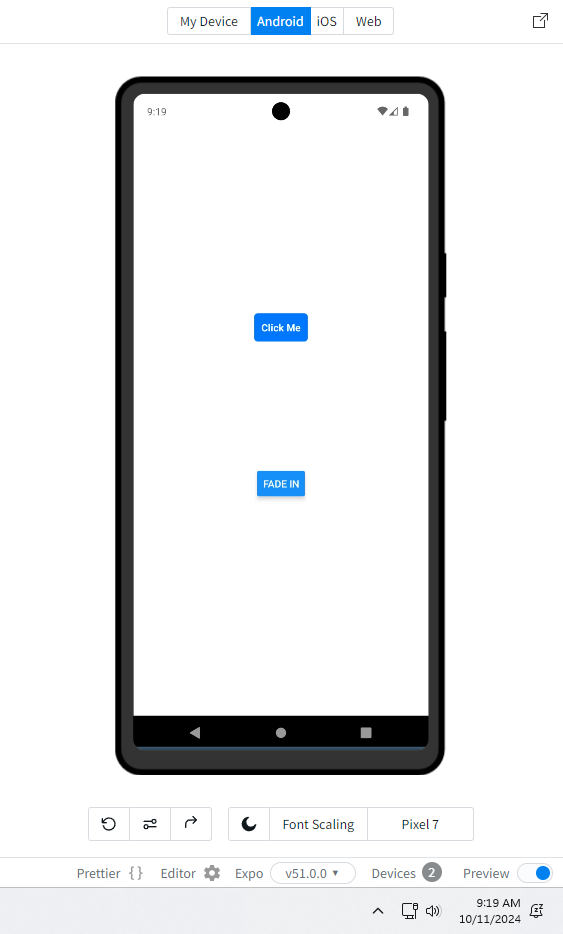 My Device Android iOS Web
9:19
Click Me
FADE IN
Font Scaling Pixel 7
Prettier { } Editor Expo v51.0.0 Devices 2 Preview
9:19 AM
10/11/2024